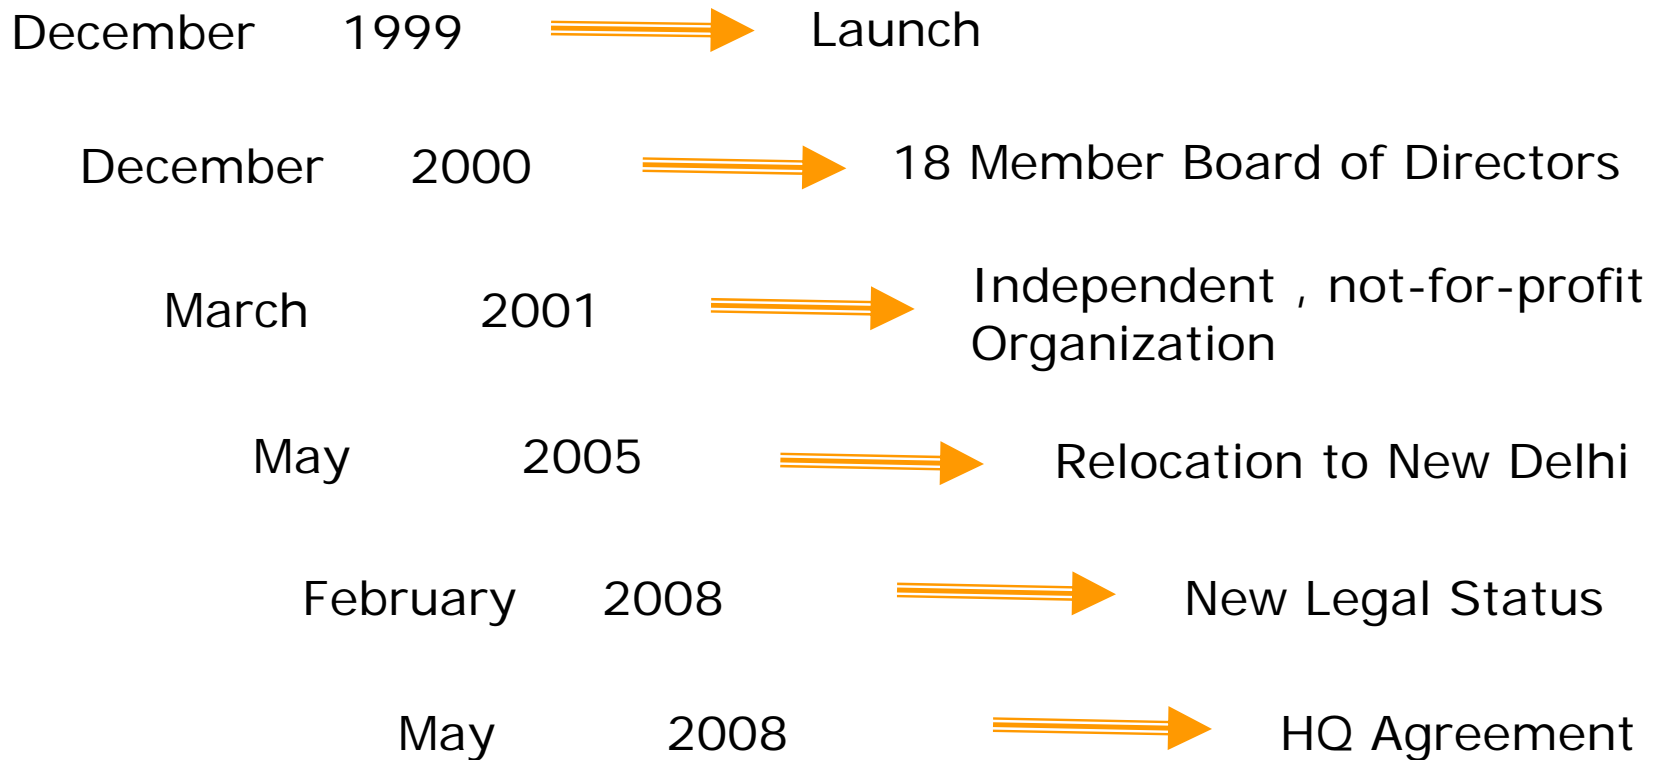 December 1999 Launch
December 2000 18 Member Board of Directors
March 2001 Independent , not-for-profit
Organization
May 2005 Relocation to New Delhi
February 2008 New Legal Status
May 2008 HQ Agreement